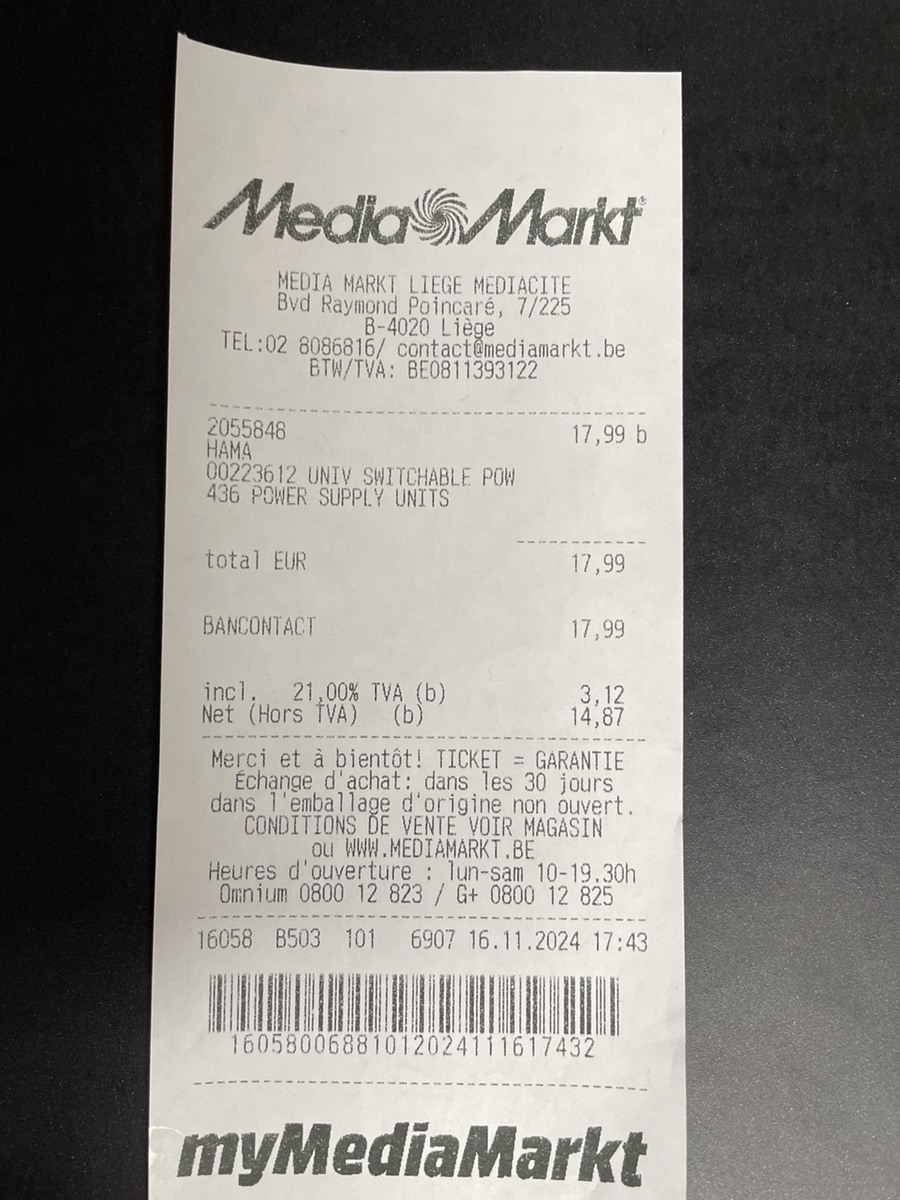 MediaMarkt®
MEDIA MARKT LIEGE MEDIACITE
Bvd Raymond Poincaré, 7/225
B-4020 Liège
TEL:02 8086816/ contact@mediamarkt.be
BTW/TVA: BE0811393122
2055848 17,99 b
HAMA
00223612 UNIV SWITCHABLE POW
436 POWER SUPPLY UNITS
total EUR 17,99
BANCONTACT 17,99
incl. 21,00% TVA (b) 3,12
Net (Hors TVA) (b) 14,87
Merci et à bientôt! TICKET = GARANTIE
Échange d'achat: dans les 30 jours
dans l'emballage d'origine non ouvert.
CONDITIONS DE VENTE VOIR MAGASIN
ou WWW.MEDIAMARKT.BE
Heures d'ouverture : lun-sam 10-19.30h
Omnium 0800 12 823 / G+ 0800 12 825
16058 B503 101 6907 16.11.2024 17:43
16058006881012024111617432
myMediaMarkt